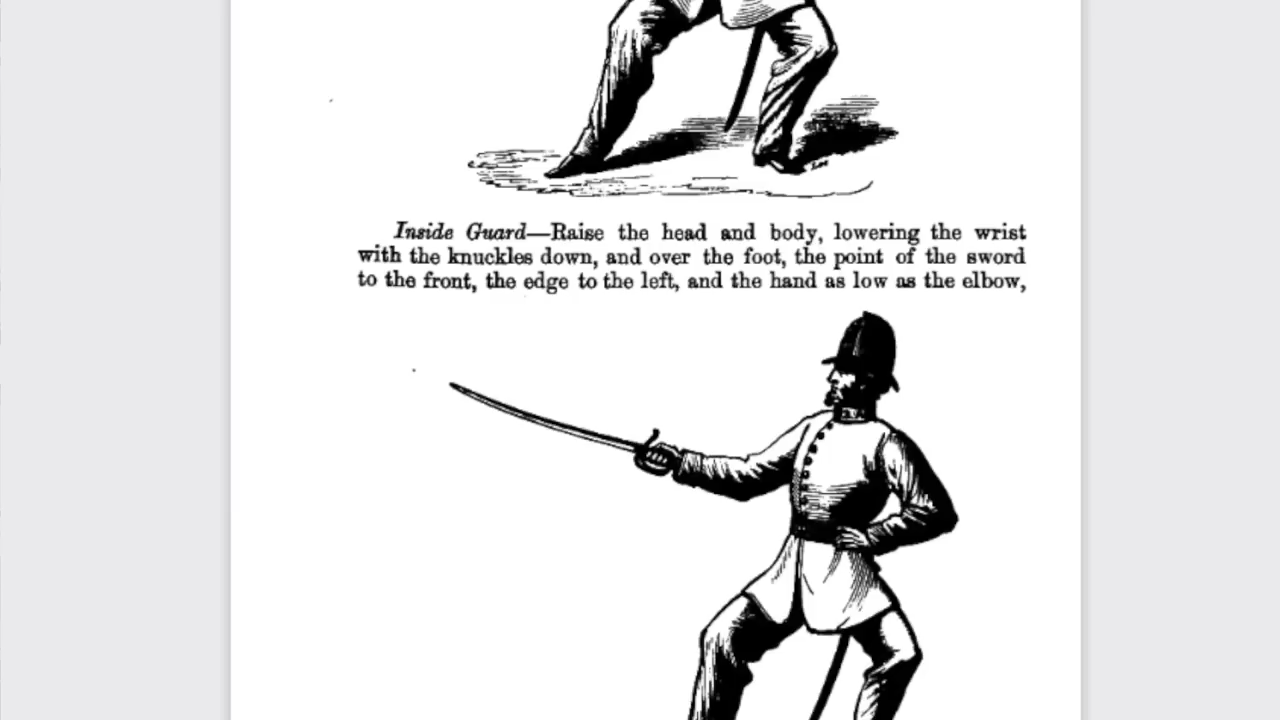 Inside Guard—Raise the head and body, lowering the wrist
with the knuckles down, and over the foot, the point of the sword
to the front, the edge to the left, and the hand as low as the elbow,